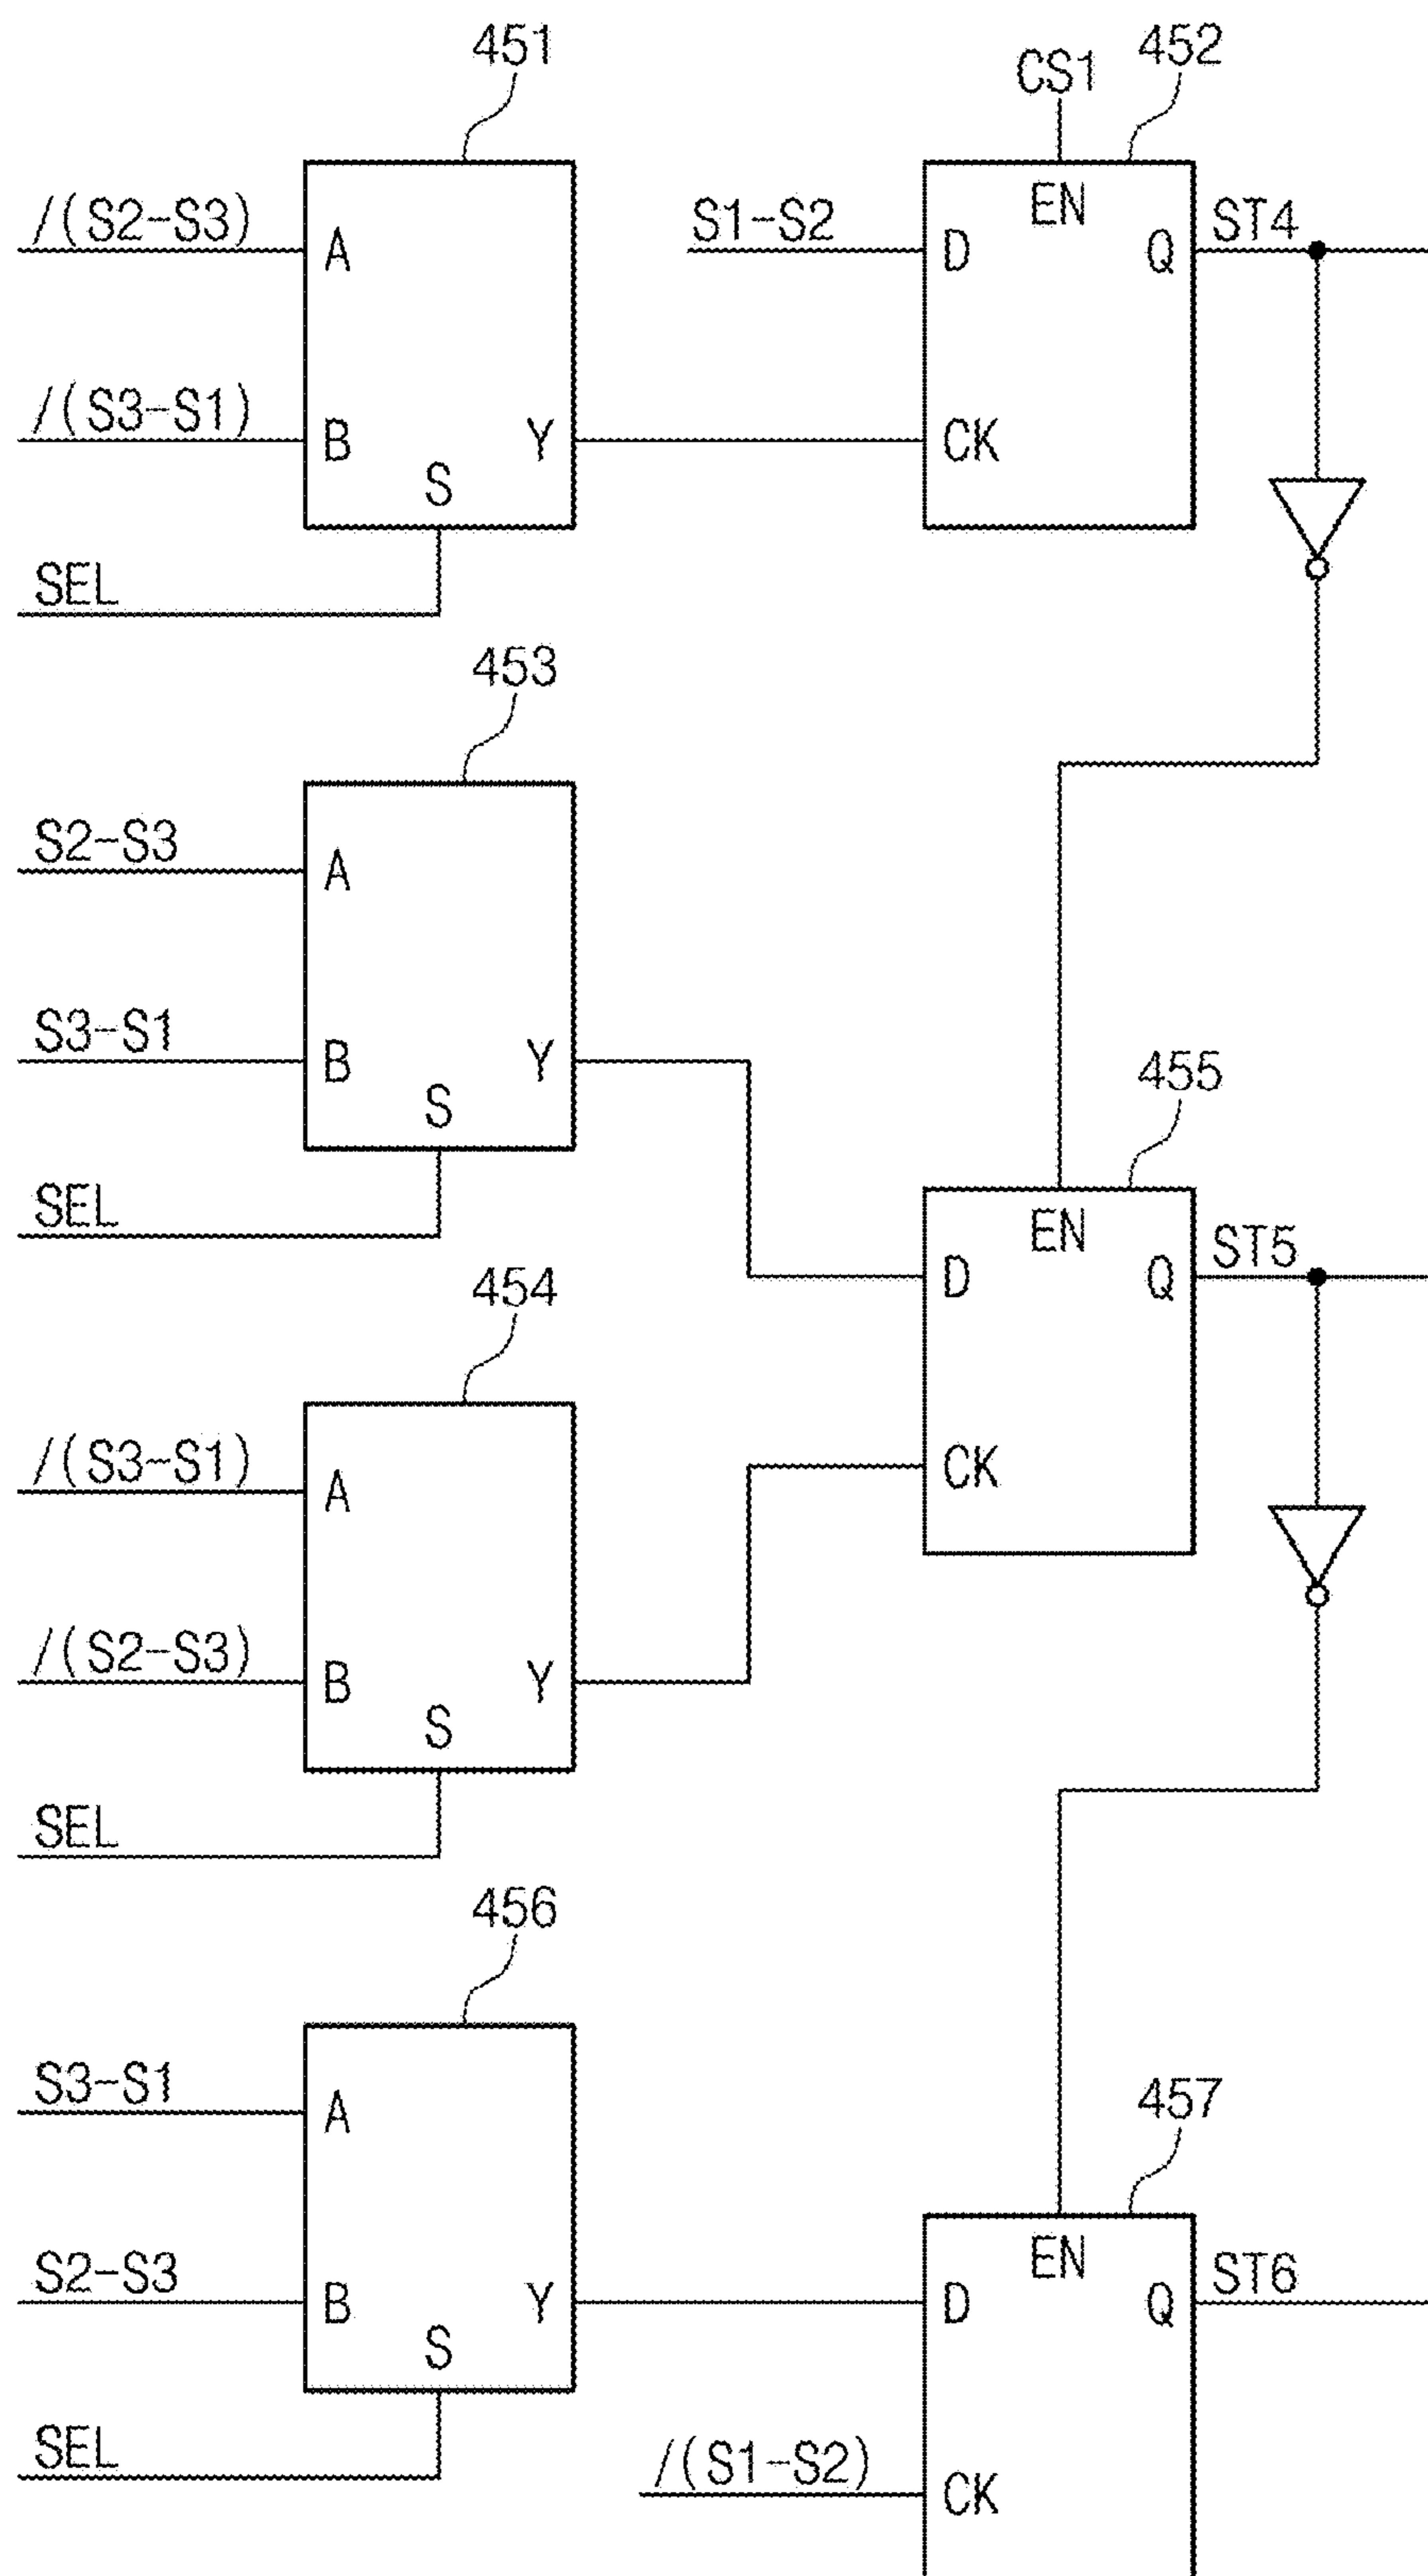 451
CS1
452
/(S2-S3)
A
EN
S1-S2
D
Q
ST4
/(S3-S1)
B
Y
S
CK
SEL
453
S2-S3
A
S3-S1
B
Y
S
SEL
455
EN
D
Q
ST5
CK
454
/(S3-S1)
A
/(S2-S3)
B
Y
S
SEL
456
S3-S1
A
S2-S3
B
Y
S
SEL
457
EN
D
Q
ST6
/(S1-S2)
CK